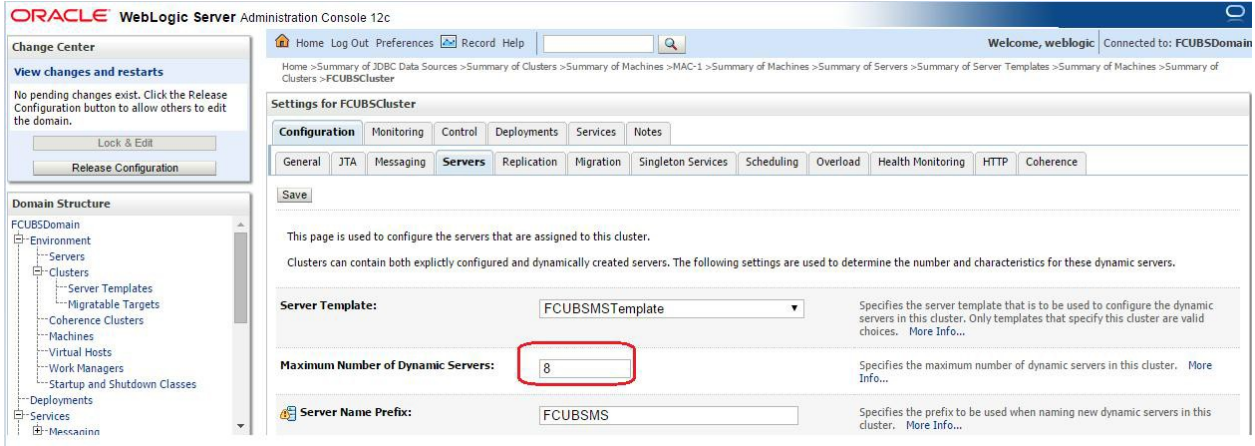 ORACLE WebLogic Server Administration Console 12c
Change Center
View changes and restarts
No pending changes exist. Click the Release
Configuration button to allow others to edit
the domain.
Lock & Edit
Release Configuration
Domain Structure
FCUBSDomain
Environment
Servers
Clusters
Server Templates
Migratable Targets
Coherence Clusters
Machines
Virtual Hosts
Work Managers
Startup and Shutdown Classes
Deployments
Services
Messaging
Home Log Out Preferences Record Help
Welcome, weblogic Connected to: FCUBSDomain
Home >Summary of JDBC Data Sources >Summary of Clusters >Summary of Machines >MAC-1 >Summary of Machines >Summary of Servers >Summary of Server Templates >Summary of Machines >Summary of
Clusters >FCUBSCluster
Settings for FCUBSCluster
Configuration Monitoring Control Deployments Services Notes
General JTA Messaging Servers Replication Migration Singleton Services Scheduling Overload Health Monitoring HTTP Coherence
Save
This page is used to configure the servers that are assigned to this cluster.
Clusters can contain both explictly configured and dynamically created servers. The following settings are used to determine the number and characteristics for these dynamic servers.
Server Template: FCUBSMSTemplate
Specifies the server template that is to be used to configure the dynamic
servers in this cluster. Only templates that specify this cluster are valid
choices. More Info...
Maximum Number of Dynamic Servers: 8
Specifies the maximum number of dynamic servers in this cluster. More
Info...
Server Name Prefix: FCUBSMS
Specifies the prefix to be used when naming new dynamic servers in this
cluster. More Info...